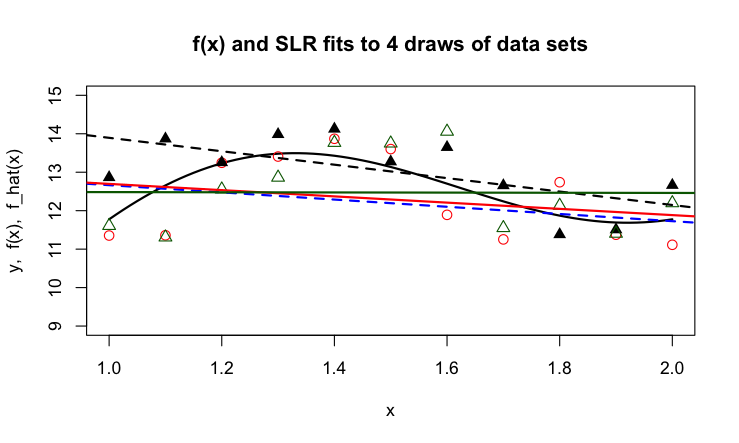 f(x) and SLR fits to 4 draws of data sets
y,  f(x),  f_hat(x)
15
14
13
12
11
10
9
1.0 1.2 1.4 1.6 1.8 2.0
x